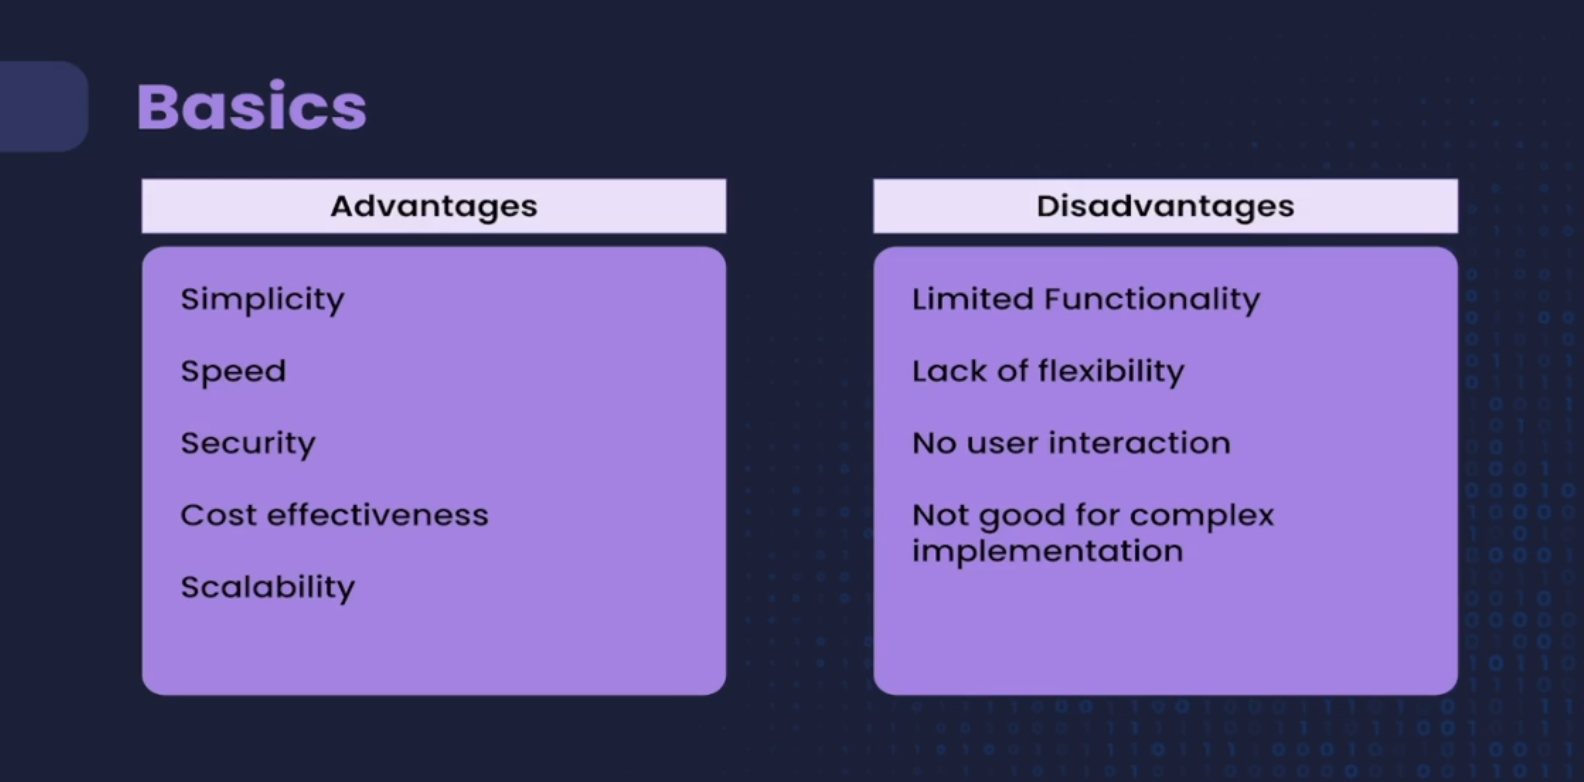 Basics
Advantages
Simplicity
Speed
Security
Cost effectiveness
Scalability
Disadvantages
Limited Functionality
Lack of flexibility
No user interaction
Not good for complex
implementation